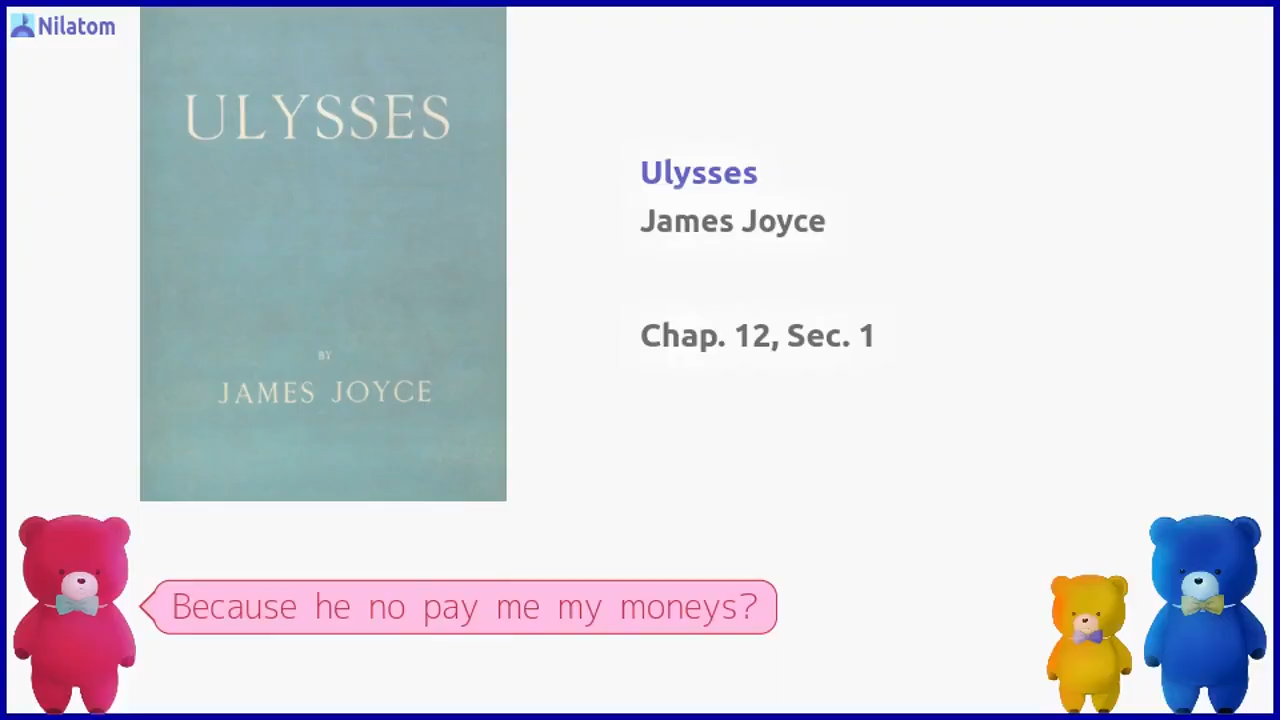 Nilatom
ULYSSES
BY
JAMES JOYCE
Ulysses
James Joyce
Chap. 12, Sec. 1
Because he no pay me my moneys?